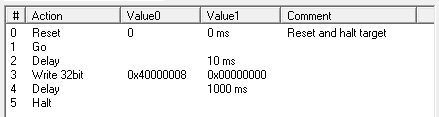 # Action Value0 Value1 Comment
0 Reset 0 0 ms Reset and halt target
1 Go
2 Delay 10 ms
3 Write 32bit 0x40000008 0x00000000
4 Delay 1000 ms
5 Halt